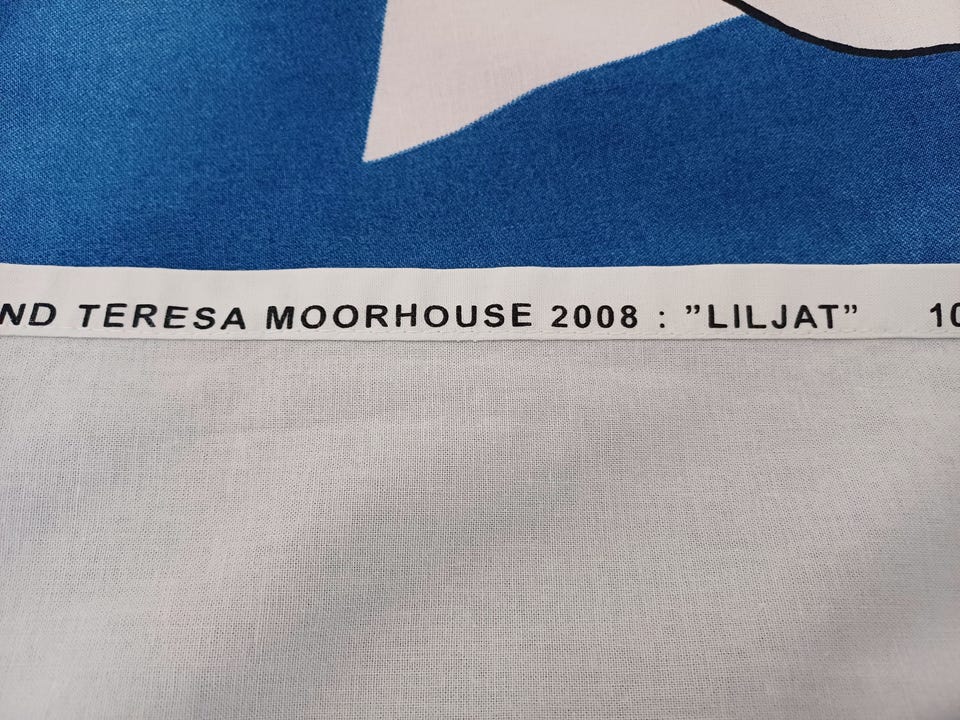 ND TERESA MOORHOUSE 2008 : ”LILJAT” 10